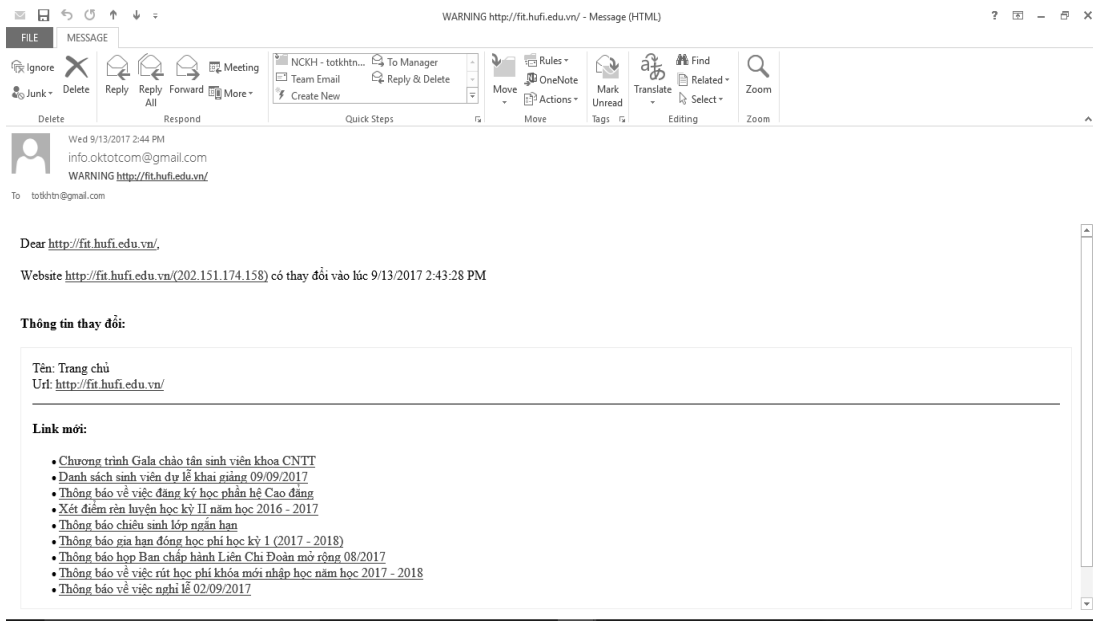 WARNING http://fit.hufi.edu.vn/ - Message (HTML)
FILE MESSAGE
Ignore
Junk
Delete
Reply
Reply All
Forward
Meeting
More
NCKH - totkhtn...
To Manager
Team Email
Reply & Delete
Create New
Move
Rules
OneNote
Actions
Mark Unread
Translate
Find
Related
Select
Zoom
Delete Respond Quick Steps Move Tags Editing Zoom
Wed 9/13/2017 2:44 PM
info.oktotcom@gmail.com
WARNING http://fit.hufi.edu.vn/
To totkhtn@gmail.com
Dear http://fit.hufi.edu.vn/,
Website http://fit.hufi.edu.vn/(202.151.174.158) có thay đổi vào lúc 9/13/2017 2:43:28 PM
Thông tin thay đổi:
Tên: Trang chủ
Url: http://fit.hufi.edu.vn/
Link mới:
• Chương trình Gala chào tân sinh viên khoa CNTT
• Danh sách sinh viên dự lễ khai giảng 09/09/2017
• Thông báo về việc đăng ký học phần hệ Cao đẳng
• Xét điểm rèn luyện học kỳ II năm học 2016 - 2017
• Thông báo chiêu sinh lớp ngắn hạn
• Thông báo gia hạn đóng học phí học kỳ 1 (2017 - 2018)
• Thông báo họp Ban chấp hành Liên Chi Đoàn mở rộng 08/2017
• Thông báo về việc rút học phí khóa mới nhập học năm học 2017 - 2018
• Thông báo về việc nghỉ lễ 02/09/2017